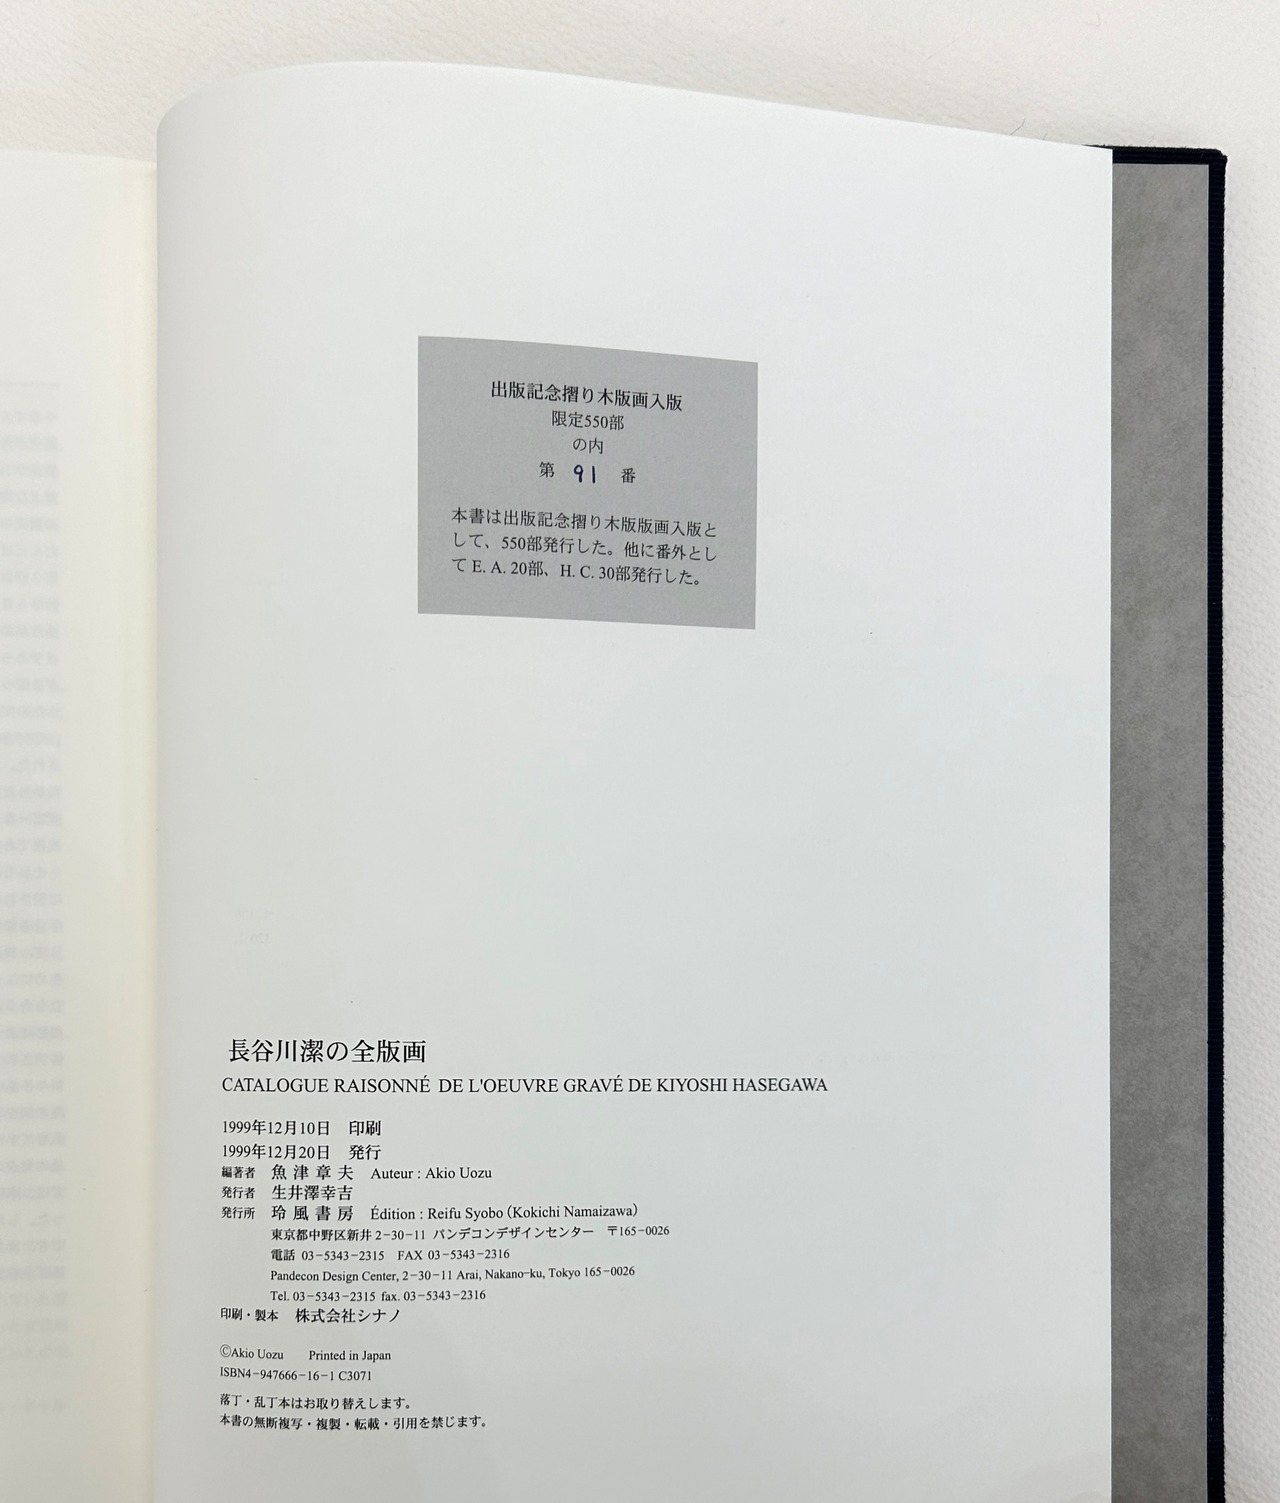 出版記念摺り木版画入版
限定550部
の内
第 91 番
本書は出版記念摺り木版版画入版と
して、550部発行した。他に番外とし
て E. A. 20部、H. C. 30部発行した。
長谷川潔の全版画
CATALOGUE RAISONNÉ DE L'OEUVRE GRAVÉ DE KIYOSHI HASEGAWA
1999年12月10日 印刷
1999年12月20日 発行
編著者 魚津章夫 Auteur : Akio Uozu
発行者 生井澤幸吉
発行所 玲風書房 Édition : Reifu Syobo (Kokichi Namaizawa)
東京都中野区新井 2-30-11 パンデコンデザインセンター 〒165-0026
電話 03-5343-2315 FAX 03-5343-2316
Pandecon Design Center, 2-30-11 Arai, Nakano-ku, Tokyo 165-0026
Tel. 03-5343-2315 fax. 03-5343-2316
印刷・製本 株式会社シナノ
©Akio Uozu Printed in Japan
ISBN4-947666-16-1 C3071
落丁・乱丁本はお取り替えします。
本書の無断複写・複製・転載・引用を禁じます。